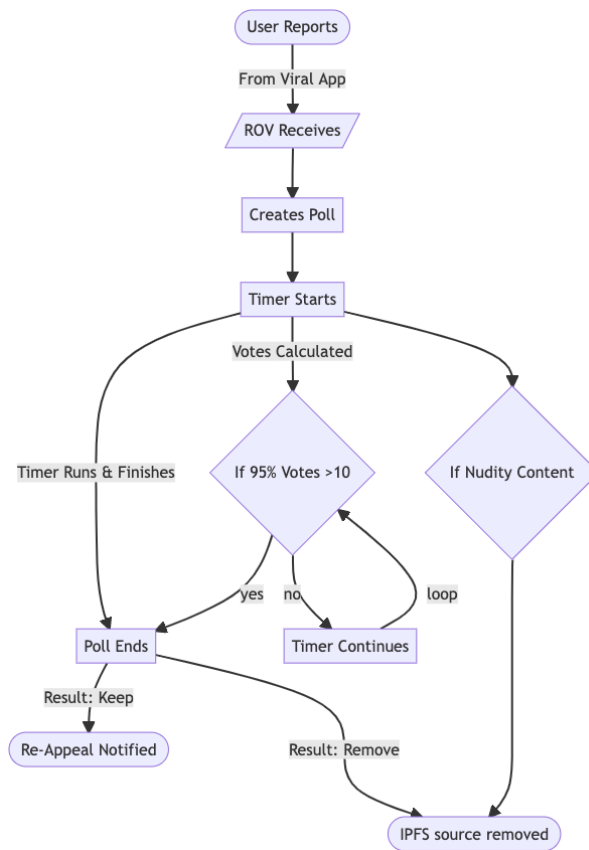 User Reports
From Viral App
ROV Receives
Creates Poll
Timer Starts
Votes Calculated
Timer Runs & Finishes
If 95% Votes >10
If Nudity Content
yes
no
loop
Poll Ends
Timer Continues
Result: Keep
Re-Appeal Notified
Result: Remove
IPFS source removed